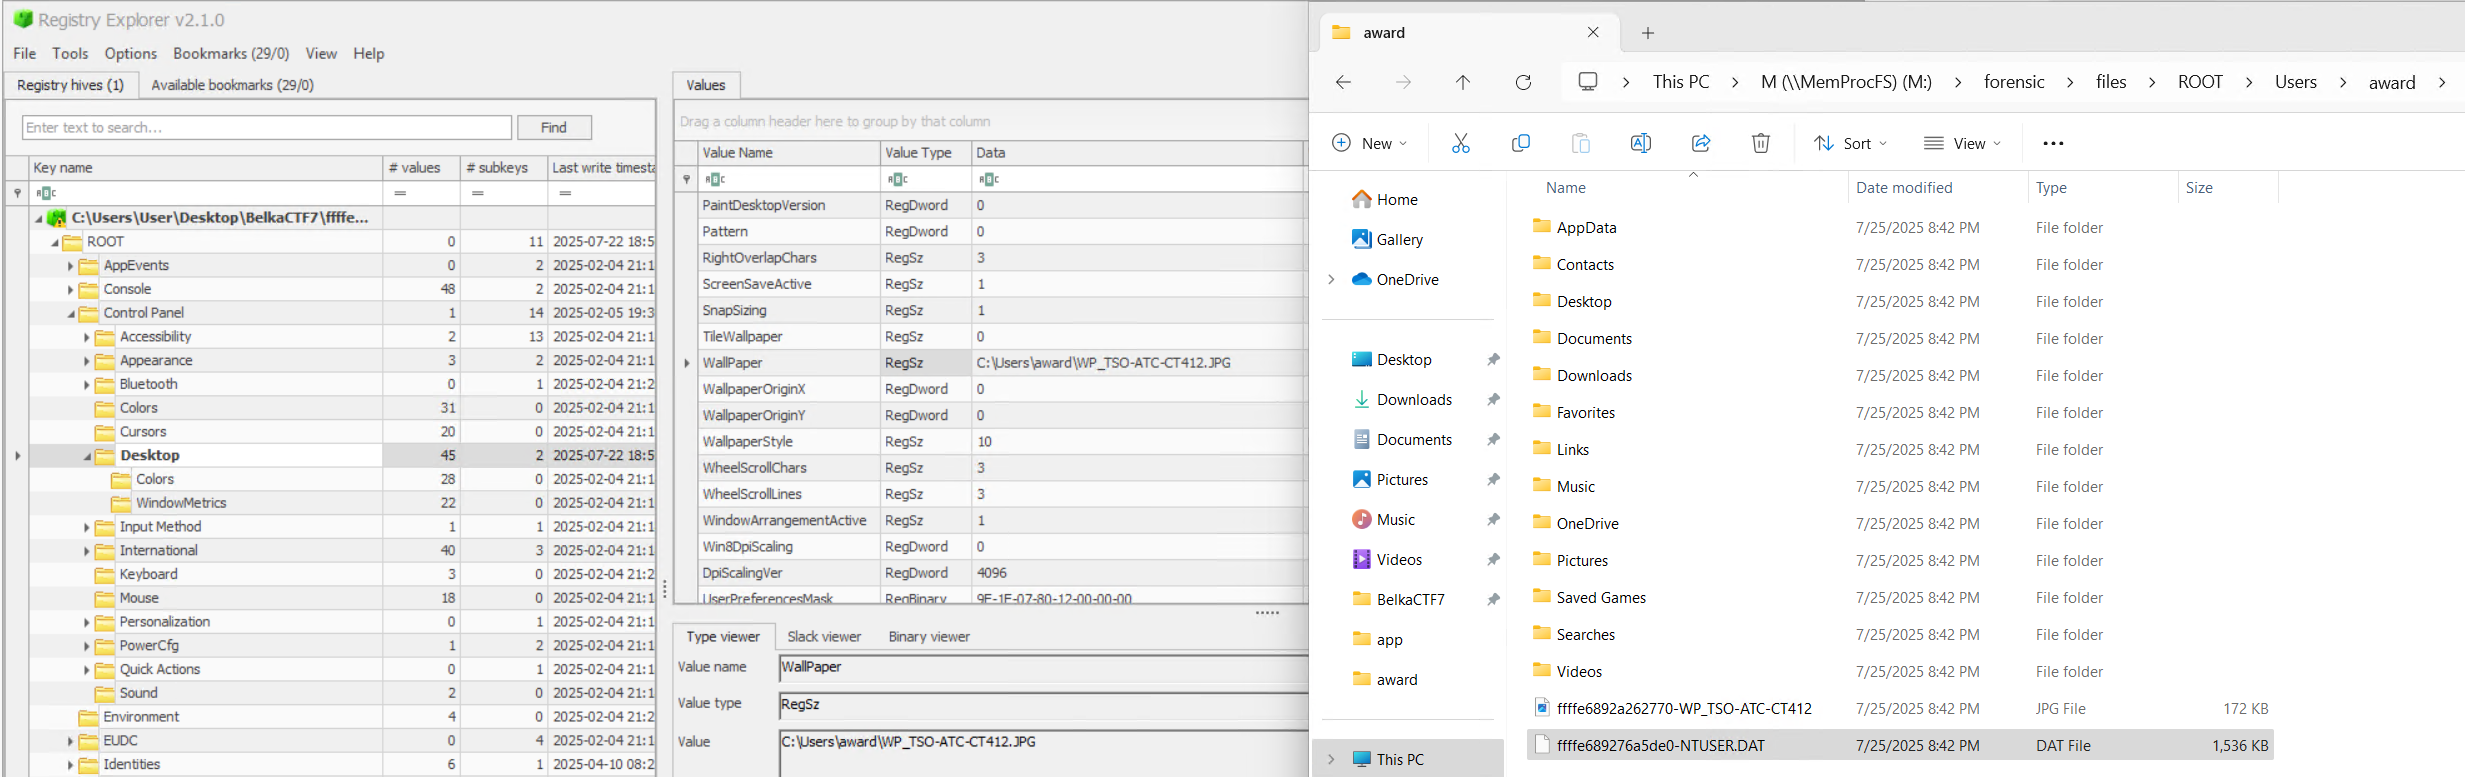 Registry Explorer v2.1.0
File Tools Options Bookmarks (29/0) View Help
Registry hives (1) Available bookmarks (29/0)
Enter text to search... Find
Key name # values # subkeys Last write timesta
ABC = = =
C:\Users\User\Desktop\BelkaCTF7\ffffe...
ROOT 0 11 2025-07-22 18:5
AppEvents 0 2 2025-02-04 21:1
Console 48 2 2025-02-04 21:1
Control Panel 1 14 2025-02-05 19:3
Accessibility 2 13 2025-02-04 21:1
Appearance 3 2 2025-02-04 21:1
Bluetooth 0 1 2025-02-04 21:2
Colors 31 0 2025-02-04 21:1
Cursors 20 0 2025-02-04 21:1
Desktop 45 2 2025-07-22 18:5
Colors 28 0 2025-02-04 21:1
WindowMetrics 22 0 2025-02-04 21:1
Input Method 1 1 2025-02-04 21:1
International 40 3 2025-02-04 21:1
Keyboard 3 0 2025-02-04 21:2
Mouse 18 0 2025-02-04 21:1
Personalization 0 1 2025-02-04 21:1
PowerCfg 1 2 2025-02-04 21:1
Quick Actions 0 1 2025-02-04 21:1
Sound 2 0 2025-02-04 21:1
Environment 4 0 2025-02-04 21:2
EUDC 0 4 2025-02-04 21:1
Identities 6 1 2025-04-10 08:2
Values
Drag a column header here to group by that column
Value Name Value Type Data
ABC ABC ABC
PaintDesktopVersion RegDword 0
Pattern RegDword 0
RightOverlapChars RegSz 3
ScreenSaveActive RegSz 1
SnapSizing RegSz 1
TileWallpaper RegSz 0
WallPaper RegSz C:\Users\award\WP_TSO-ATC-CT412.JPG
WallpaperOriginX RegDword 0
WallpaperOriginY RegDword 0
WallpaperStyle RegSz 10
WheelScrollChars RegSz 3
WheelScrollLines RegSz 3
WindowArrangementActive RegSz 1
Win8DpiScaling RegDword 0
DpiScalingVer RegDword 4096
UserPreferencesMask RegBinary 9E-1E-07-80-12-00-00-00
Type viewer Slack viewer Binary viewer
Value name WallPaper
Value type RegSz
Value C:\Users\award\WP_TSO-ATC-CT412.JPG
award
This PC M (\\MemProcFS) (M:) forensic files ROOT Users award
New Sort View
Home
Gallery
OneDrive
Desktop
Downloads
Documents
Pictures
Music
Videos
BelkaCTF7
app
award
This PC
Name Date modified Type Size
AppData 7/25/2025 8:42 PM File folder
Contacts 7/25/2025 8:42 PM File folder
Desktop 7/25/2025 8:42 PM File folder
Documents 7/25/2025 8:42 PM File folder
Downloads 7/25/2025 8:42 PM File folder
Favorites 7/25/2025 8:42 PM File folder
Links 7/25/2025 8:42 PM File folder
Music 7/25/2025 8:42 PM File folder
OneDrive 7/25/2025 8:42 PM File folder
Pictures 7/25/2025 8:42 PM File folder
Saved Games 7/25/2025 8:42 PM File folder
Searches 7/25/2025 8:42 PM File folder
Videos 7/25/2025 8:42 PM File folder
ffffe6892a262770-WP_TSO-ATC-CT412 7/25/2025 8:42 PM JPG File 172 KB
ffffe689276a5de0-NTUSER.DAT 7/25/2025 8:42 PM DAT File 1,536 KB